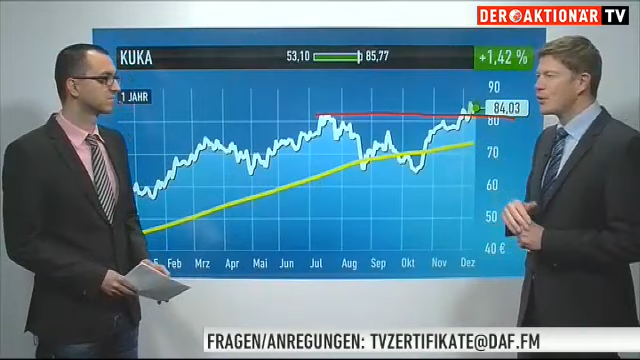 DER AKTIONÄR TV
KUKA 53,10 85,77 +1,42 %
1 JAHR
90
84,03
80
70
60
50
40 €
Feb Mrz Apr Mai Jun Jul Aug Sep Okt Nov Dez
FRAGEN/ANREGUNGEN: TVZERTIFIKATE@DAF.FM